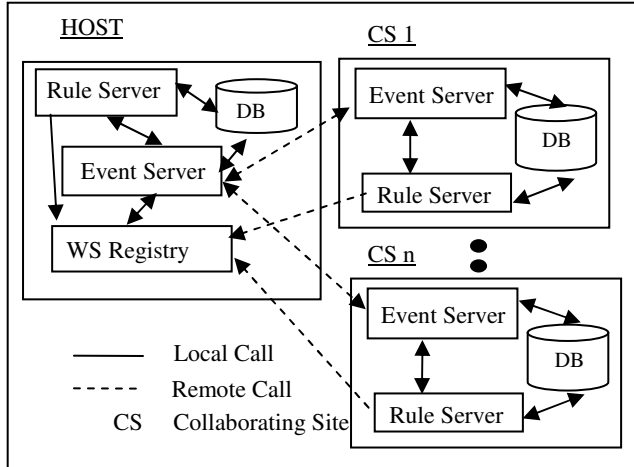 HOST
Rule Server
DB
Event Server
WS Registry
CS 1
Event Server
DB
Rule Server
CS n
Event Server
DB
Rule Server
Local Call
Remote Call
CS Collaborating Site